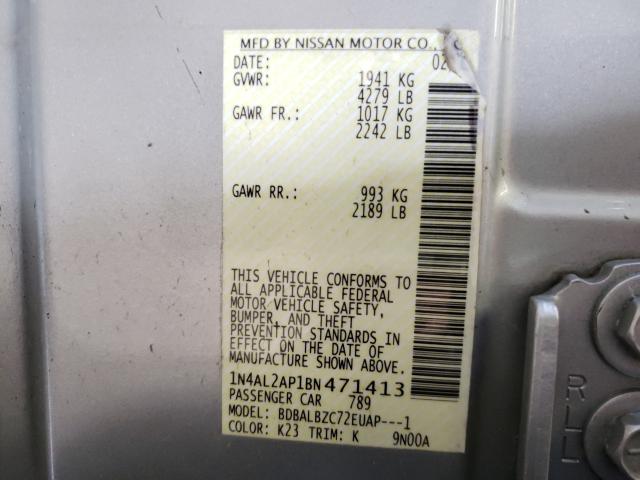 MFD BY NISSAN MOTOR CO.,
DATE: 02
GVWR: 1941 KG
4279 LB
GAWR FR.: 1017 KG
2242 LB
GAWR RR.: 993 KG
2189 LB
THIS VEHICLE CONFORMS TO
ALL APPLICABLE FEDERAL
MOTOR VEHICLE SAFETY,
BUMPER, AND THEFT
PREVENTION STANDARDS IN
EFFECT ON THE DATE OF
MANUFACTURE SHOWN ABOVE.
1N4AL2AP1BN471413
PASSENGER CAR 789
MODEL: BDBALBZC72EUAP---1
COLOR: K23 TRIM: K 9N00A